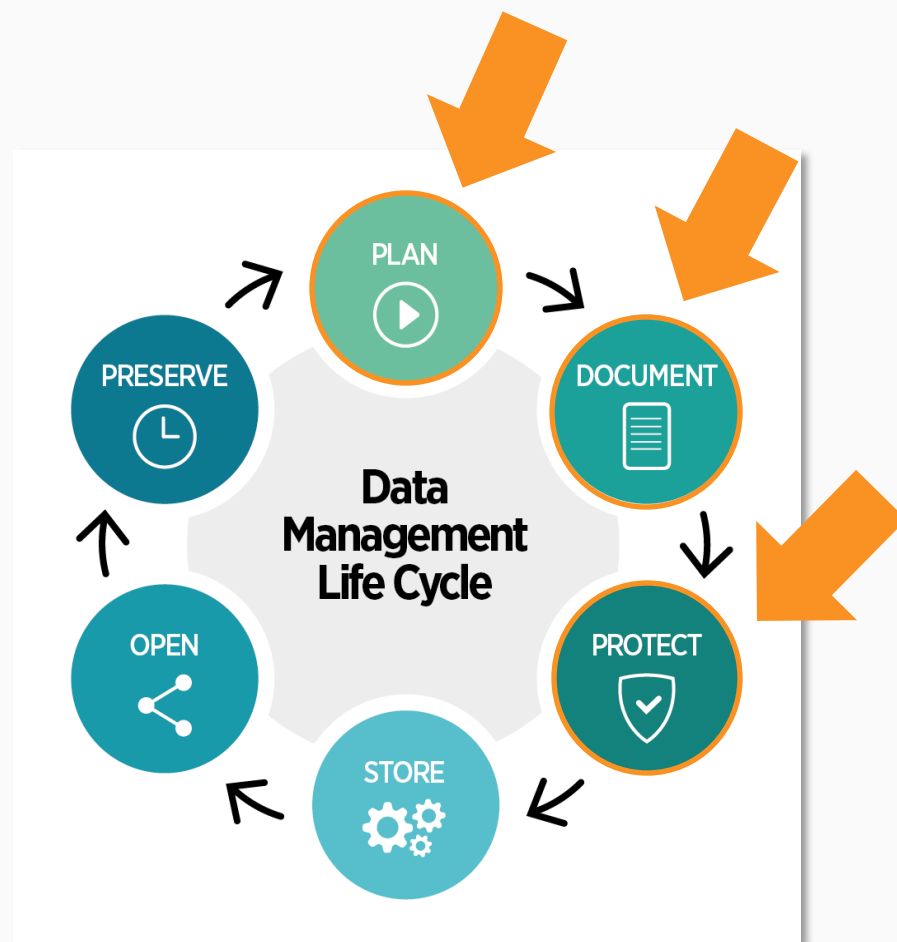 PLAN
DOCUMENT
PROTECT
STORE
OPEN
PRESERVE
Data
Management
Life Cycle